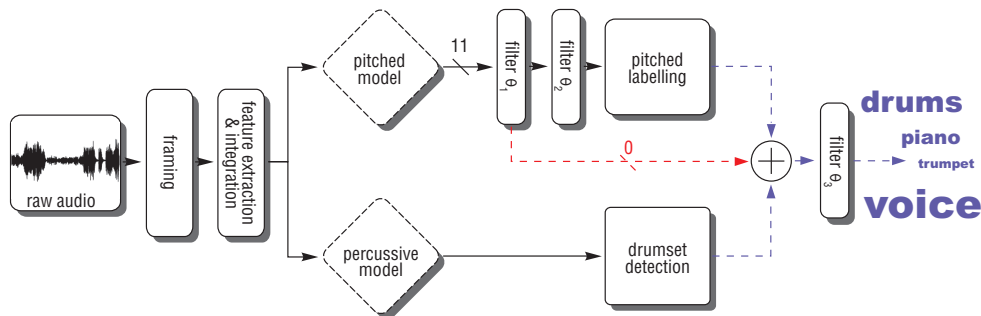 raw audio
framing
feature extraction
& integration
pitched
model
11
filter θ1
filter θ2
pitched
labelling
0
percussive
model
drumset
detection
filter θ3
drums
piano
trumpet
voice